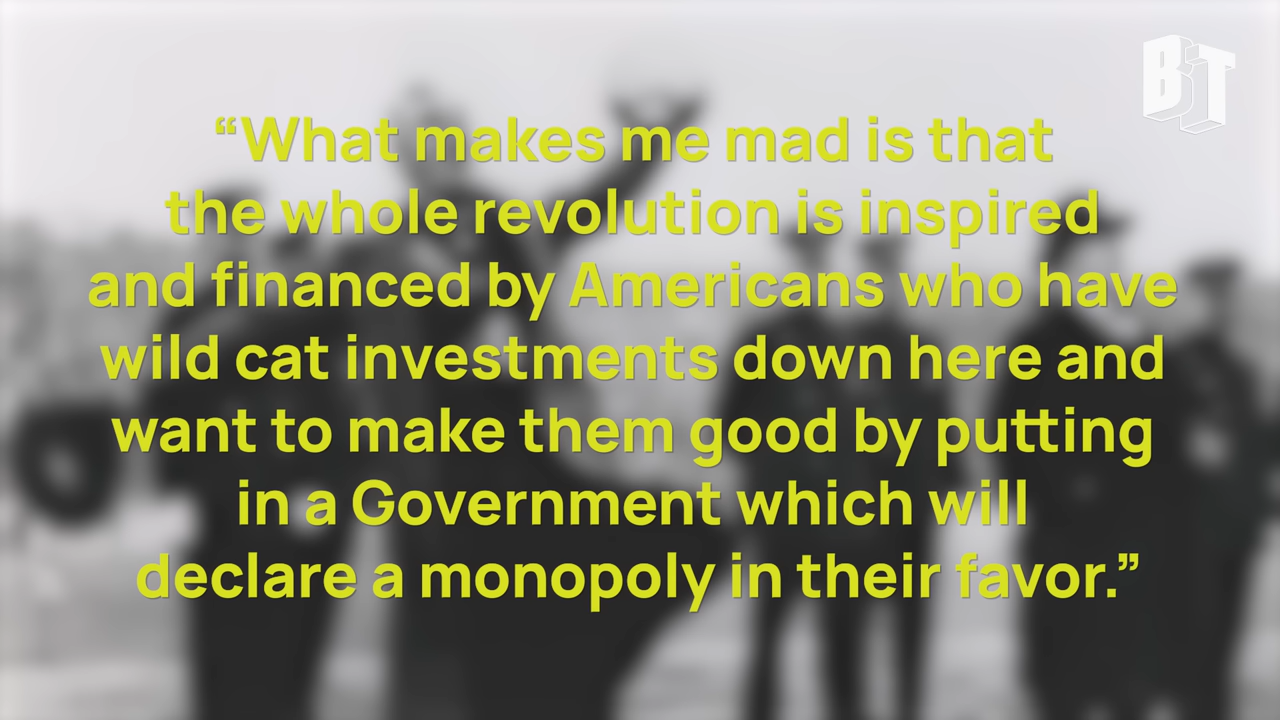 BT
“What makes me mad is that
the whole revolution is inspired
and financed by Americans who have
wild cat investments down here and
want to make them good by putting
in a Government which will
declare a monopoly in their favor.”